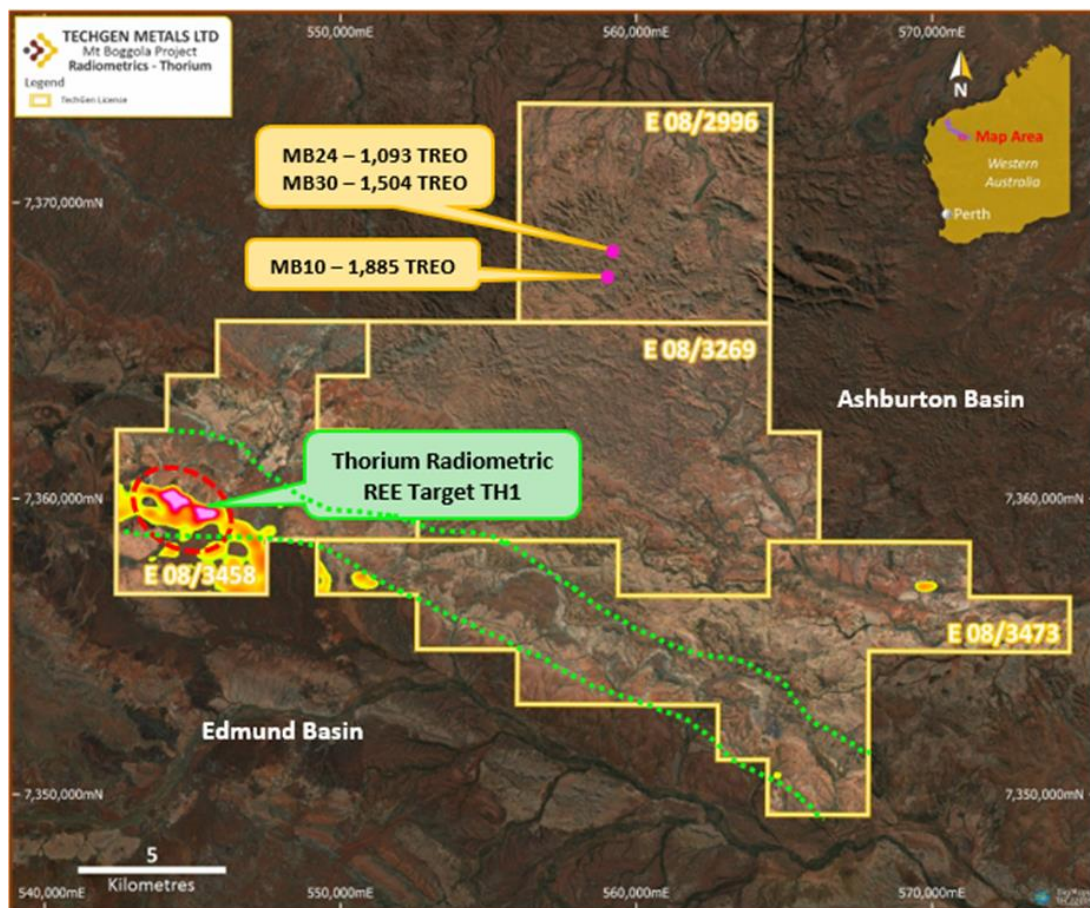 TECHGEN METALS LTD
Mt Boggola Project
Radiometrics - Thorium
Legend
TechGen License
550,000mE
560,000mE
570,000mE
N
Map Area
Western
Australia
Perth
E 08/2996
MB24 – 1,093 TREO
MB30 – 1,504 TREO
7,370,000mN
MB10 – 1,885 TREO
E 08/3269
Ashburton Basin
Thorium Radiometric
REE Target TH1
7,360,000mN
7,360,000mN
E 08/3458
E 08/3473
Edmund Basin
7,350,000mN
7,350,000mN
5
Kilometres
540,000mE
550,000mE
560,000mE
570,000mE